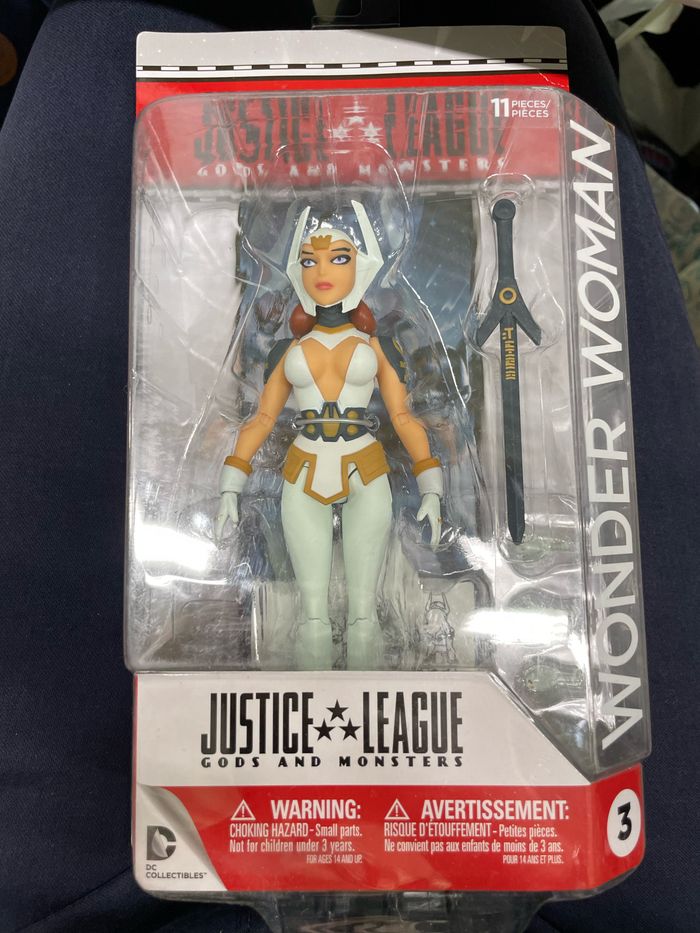 JUSTICE LEAGUE
GODS AND MONSTERS
11 PIECES/
PIÈCES
WONDER WOMAN
JUSTICE LEAGUE
GODS AND MONSTERS
WARNING:
CHOKING HAZARD - Small parts.
Not for children under 3 years.
FOR AGES 14 AND UP.
AVERTISSEMENT:
RISQUE D'ÉTOUFFEMENT - Petites pièces.
Ne convient pas aux enfants de moins de 3 ans.
POUR 14 ANS ET PLUS.
3
DC
COLLECTIBLES™